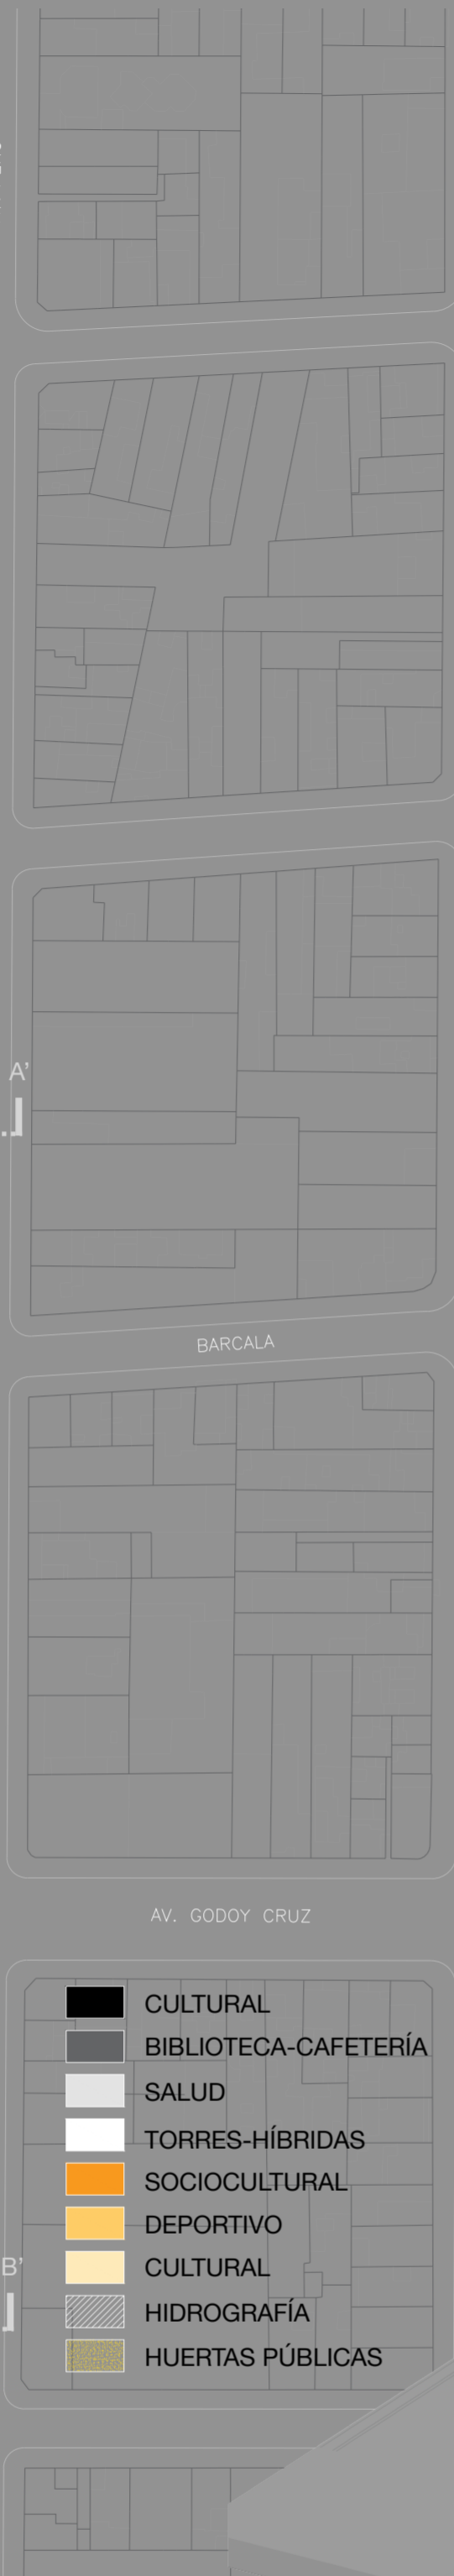 A'
BARCALA
AV. GODOY CRUZ
CULTURAL
BIBLIOTECA-CAFETERÍA
SALUD
TORRES-HÍBRIDAS
SOCIOCULTURAL
DEPORTIVO
CULTURAL
B'
HIDROGRAFÍA
HUERTAS PÚBLICAS